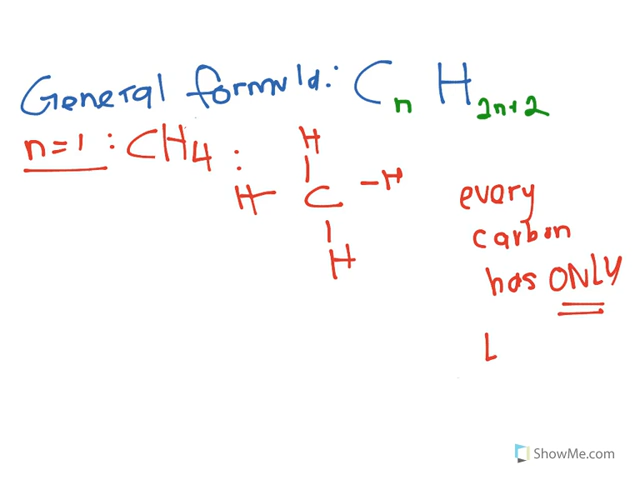 General formula: CnH2n+2
n=1 : CH4 :
H
H C -H
H
every
carbon
has ONLY
ShowMe.com